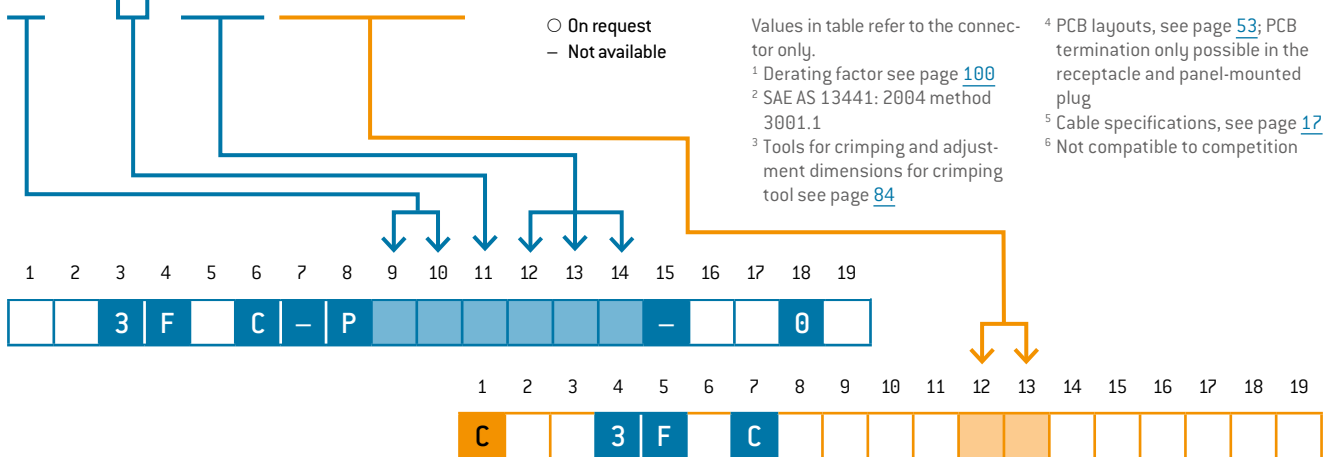 ○ On request
– Not available
Values in table refer to the connec-
tor only.
¹ Derating factor see page 100
² SAE AS 13441: 2004 method
3001.1
³ Tools for crimping and adjust-
ment dimensions for crimping
tool see page 84
⁴ PCB layouts, see page 53; PCB
termination only possible in the
receptacle and panel-mounted
plug
⁵ Cable specifications, see page 17
⁶ Not compatible to competition
1 2 3 4 5 6 7 8 9 10 11 12 13 14 15 16 17 18 19
3 F C – P – 0
1 2 3 4 5 6 7 8 9 10 11 12 13 14 15 16 17 18 19
C 3 F C